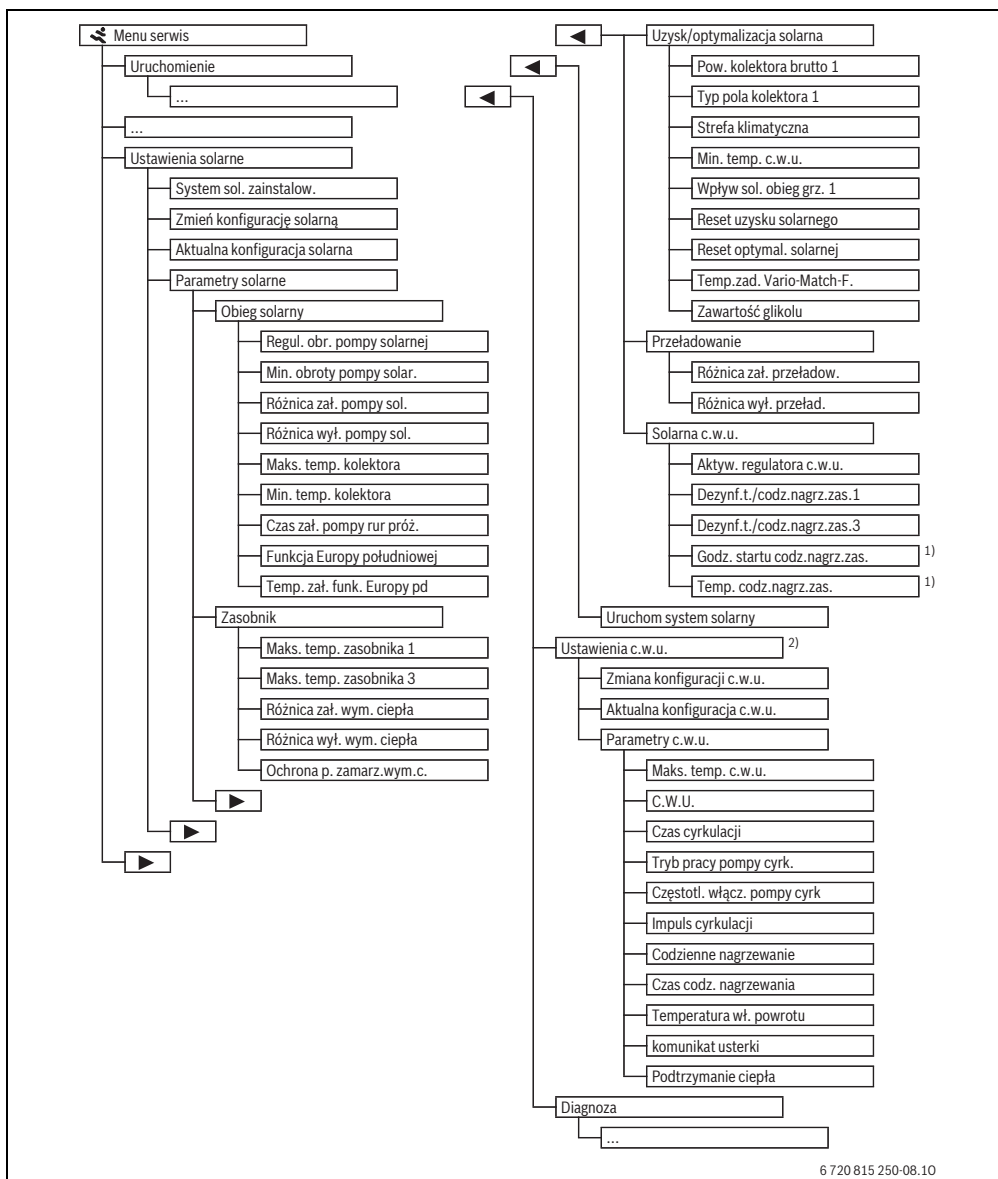 Menu serwis
Uruchomienie
...
...
Ustawienia solarne
System sol. zainstalow.
Zmień konfigurację solarną
Aktualna konfiguracja solarna
Parametry solarne
Obieg solarny
Regul. obr. pompy solarnej
Min. obroty pompy solar.
Różnica zał. pompy sol.
Różnica wył. pompy sol.
Maks. temp. kolektora
Min. temp. kolektora
Czas zał. pompy rur próż.
Funkcja Europy południowej
Temp. zał. funk. Europy pd
Zasobnik
Maks. temp. zasobnika 1
Maks. temp. zasobnika 3
Różnica zał. wym. ciepła
Różnica wył. wym. ciepła
Ochrona p. zamarz.wym.c.
Uzysk/optymalizacja solarna
Pow. kolektora brutto 1
Typ pola kolektora 1
Strefa klimatyczna
Min. temp. c.w.u.
Wpływ sol. obieg grz. 1
Reset uzysku solarnego
Reset optymal. solarnej
Temp.zad. Vario-Match-F.
Zawartość glikolu
Przeładowanie
Różnica zał. przeładow.
Różnica wył. przeład.
Solarna c.w.u.
Aktyw. regulatora c.w.u.
Dezynf.t./codz.nagrz.zas.1
Dezynf.t./codz.nagrz.zas.3
Godz. startu codz.nagrz.zas. 1)
Temp. codz.nagrz.zas. 1)
Uruchom system solarny
Ustawienia c.w.u. 2)
Zmiana konfiguracji c.w.u.
Aktualna konfiguracja c.w.u.
Parametry c.w.u.
Maks. temp. c.w.u.
C.W.U.
Czas cyrkulacji
Tryb pracy pompy cyrk.
Częstotl. włącz. pompy cyrk
Impuls cyrkulacji
Codzienne nagrzewanie
Czas codz. nagrzewania
Temperatura wł. powrotu
komunikat usterki
Podtrzymanie ciepła
Diagnoza
...
6 720 815 250-08.1O